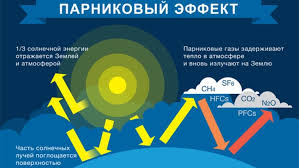 ПАРНИКОВЫЙ ЭФФЕКТ
1/3 солнечной энергии
отражается Землей
и атмосферой
Парниковые газы задерживают
тепло в атмосфере
и вновь излучают на Землю
CH₄
SF₆
HFCs
CO₂
N₂O
PFCs
Часть солнечных
лучей поглощается
поверхностью